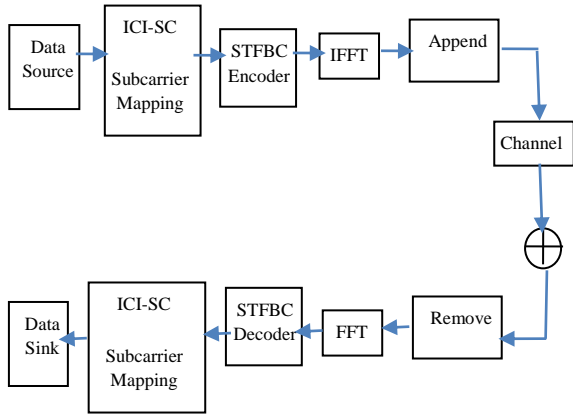 Data
Source
ICI-SC
Subcarrier
Mapping
STFBC
Encoder
IFFT
Append
Channel
Data
Sink
ICI-SC
Subcarrier
Mapping
STFBC
Decoder
FFT
Remove